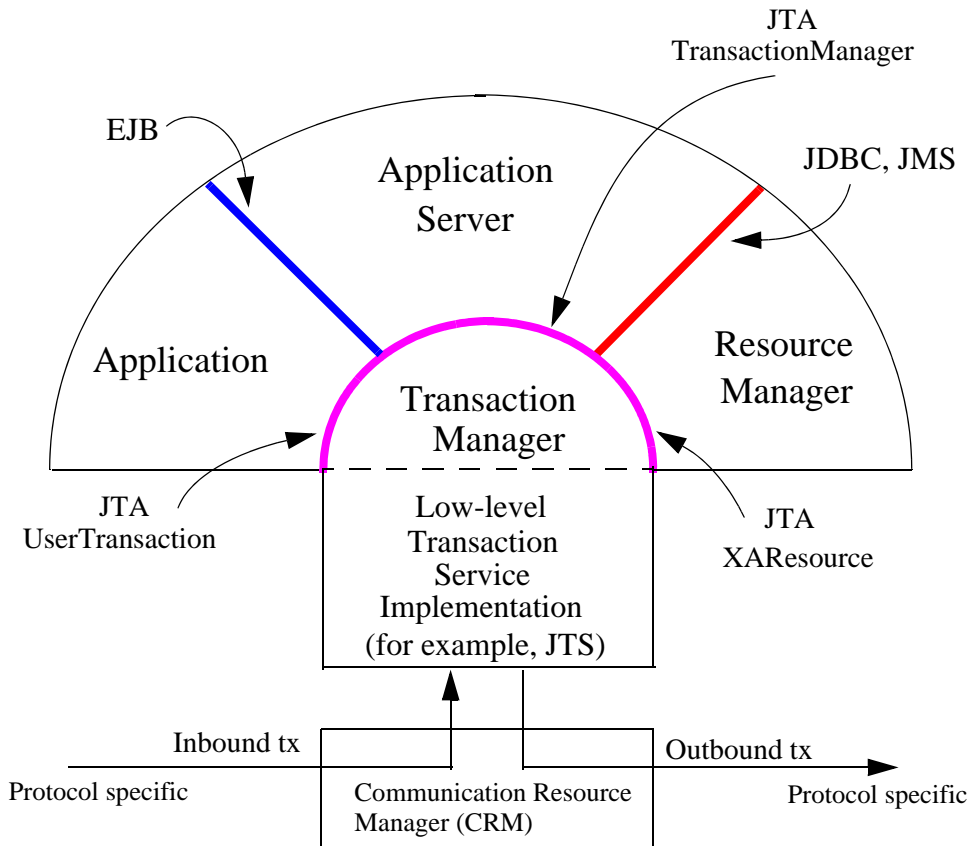 JTA
TransactionManager
EJB
JDBC, JMS
Application
Server
Application
Resource
Manager
Transaction
Manager
JTA
UserTransaction
Low-level
Transaction
Service
Implementation
(for example, JTS)
JTA
XAResource
Inbound tx
Outbound tx
Protocol specific
Communication Resource
Manager (CRM)
Protocol specific